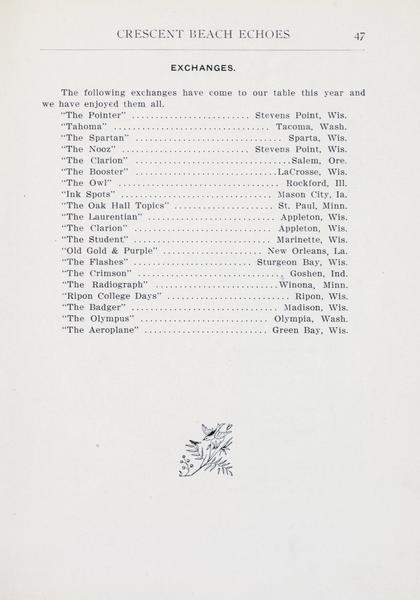 CRESCENT BEACH ECHOES 47
EXCHANGES.
The following exchanges have come to our table this year and
we have enjoyed them all.
"The Pointer" ........................ Stevens Point, Wis.
"Tahoma" ................................ Tacoma, Wash.
"The Spartan" .............................. Sparta, Wis.
"The Nooz" .......................... Stevens Point, Wis.
"The Clarion" ................................Salem, Ore.
"The Booster" .............................LaCrosse, Wis.
"The Owl" ................................. Rockford, Ill.
"Ink Spots" ................................ Mason City, Ia.
"The Oak Hall Topics" .................... St. Paul, Minn.
"The Laurentian" .......................... Appleton, Wis.
"The Clarion" ............................ Appleton, Wis.
"The Student" ............................ Marinette, Wis.
"Old Gold & Purple" .................... New Orleans, La.
"The Flashes" ........................ Sturgeon Bay, Wis.
"The Crimson" .............................. Goshen, Ind.
"The Radiograph" .........................Winona, Minn.
"Ripon College Days" ......................... Ripon, Wis.
"The Badger" .............................. Madison, Wis.
"The Olympus" .......................... Olympia, Wash.
"The Aeroplane" ......................... Green Bay, Wis.